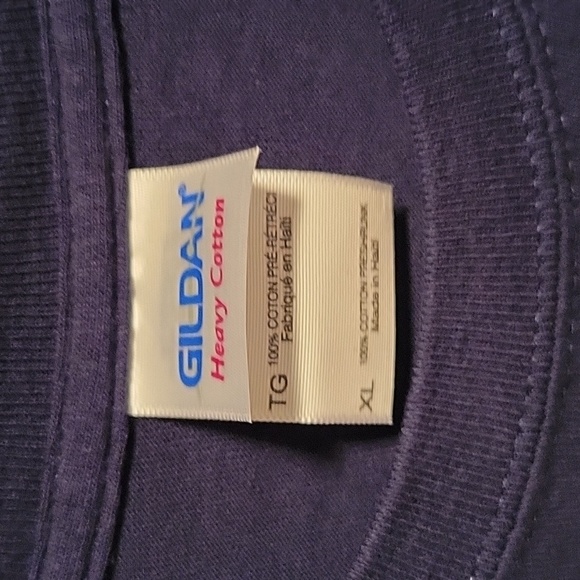 GILDAN®
Heavy Cotton
TG 100% COTON PRÉ-RÉTRÉCI
Fabriqué en Haïti
XL 100% COTTON PRESHRUNK
Made in Haiti